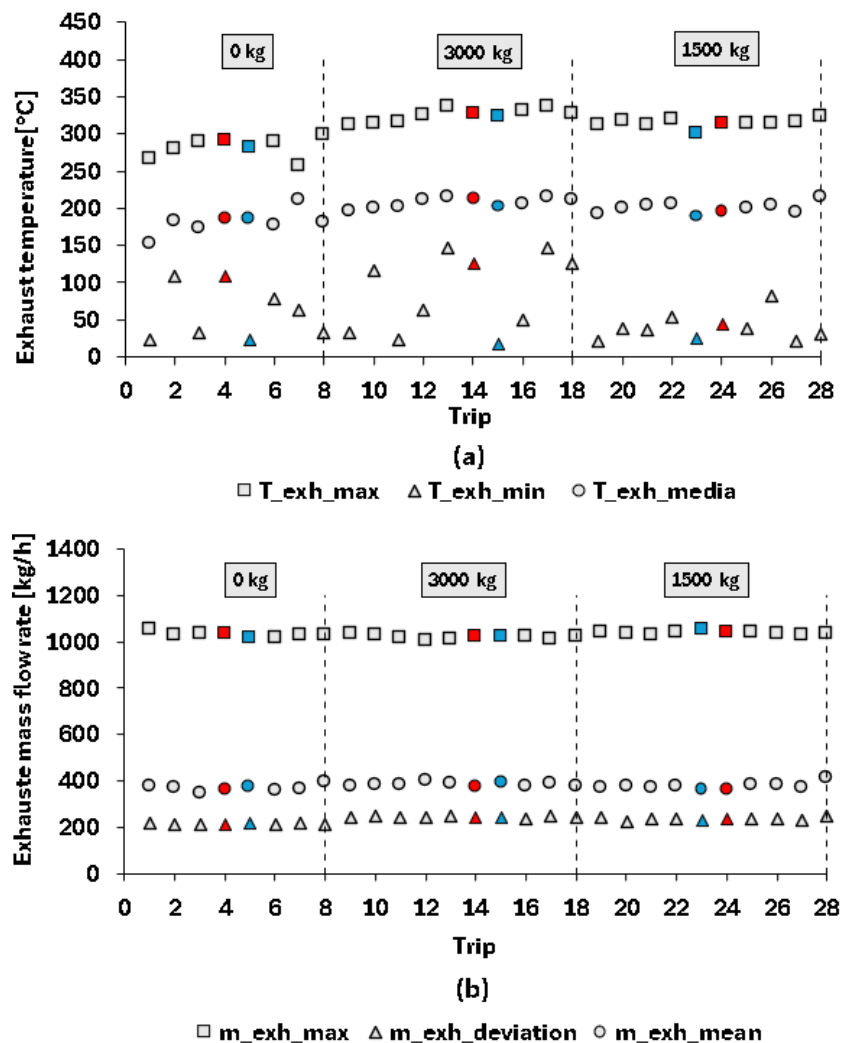 Exhaust temperature [°C]
450
400
350
300
250
200
150
100
50
0
0 kg
3000 kg
1500 kg
0 2 4 6 8 10 12 14 16 18 20 22 24 26 28
Trip
(a)
T_exh_max T_exh_min T_exh_media
Exhauste mass flow rate [kg/h]
1400
1200
1000
800
600
400
200
0
0 kg
3000 kg
1500 kg
0 2 4 6 8 10 12 14 16 18 20 22 24 26 28
Trip
(b)
m_exh_max m_exh_deviation m_exh_mean